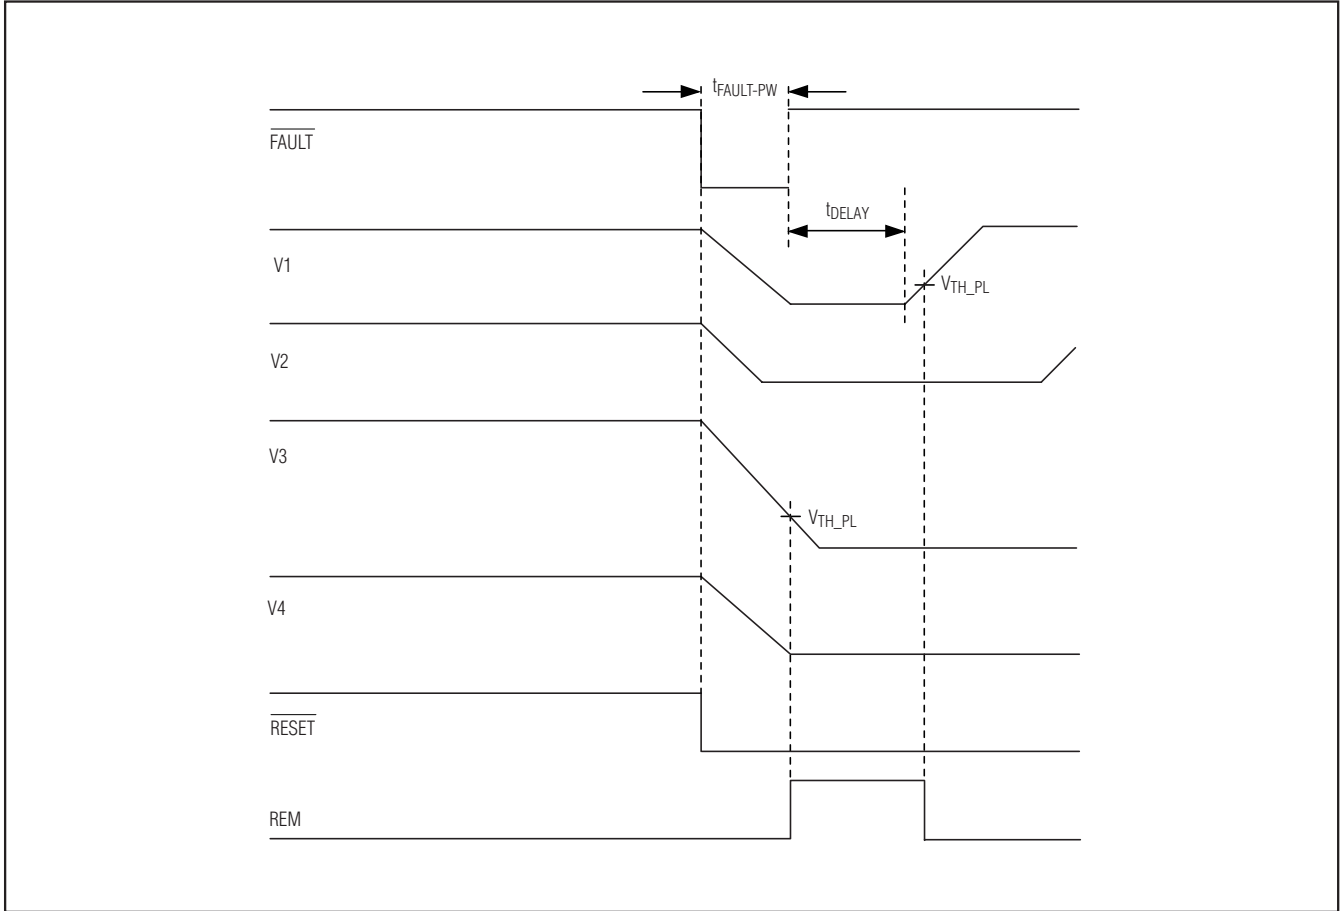 tFAULT-PW
FAULT
tDELAY
V1
VTH_PL
V2
V3
VTH_PL
V4
RESET
REM